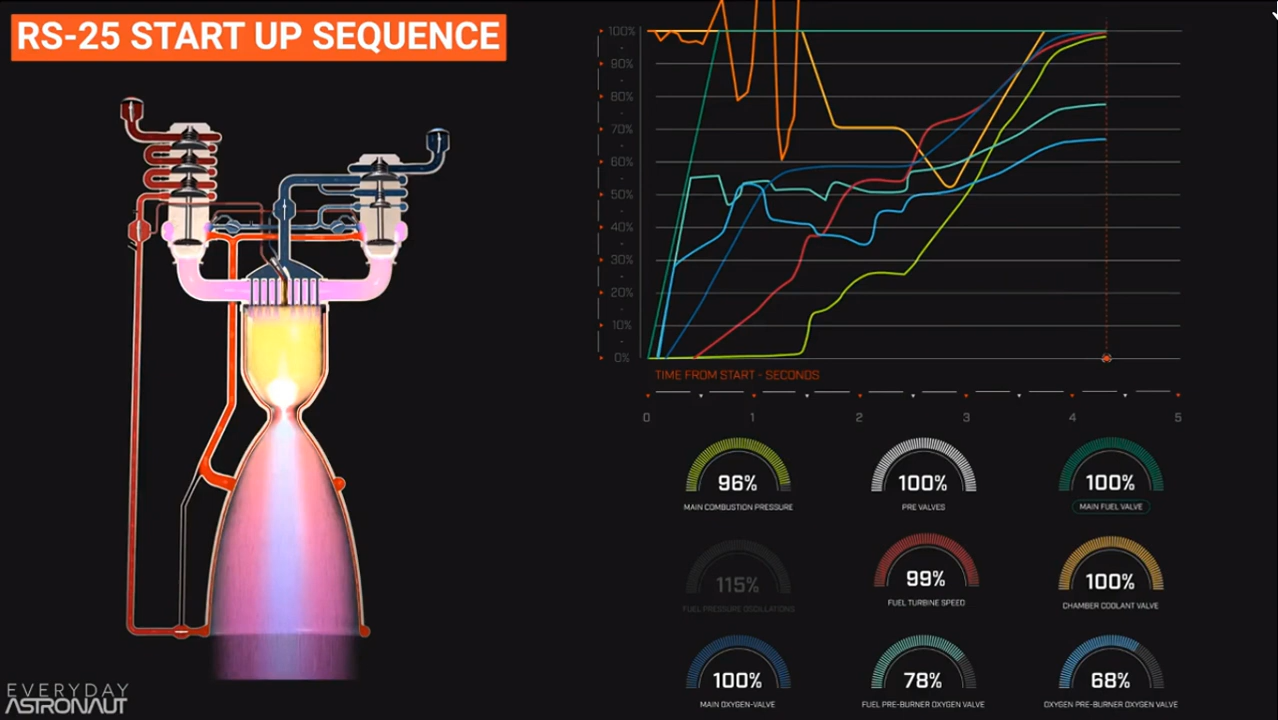 RS-25 START UP SEQUENCE
100%
90%
80%
70%
60%
50%
40%
30%
20%
10%
0%
TIME FROM START - SECONDS
0 1 2 3 4 5
96%
MAIN COMBUSTION PRESSURE
100%
PRE VALVES
100%
MAIN FUEL VALVE
115%
FUEL PRESSURE OSCILLATIONS
99%
FUEL TURBINE SPEED
100%
CHAMBER COOLANT VALVE
100%
MAIN OXYGEN-VALVE
78%
FUEL PRE-BURNER OXYGEN VALVE
68%
OXYGEN PRE-BURNER OXYGEN VALVE
EVERYDAY
ASTRONAUT